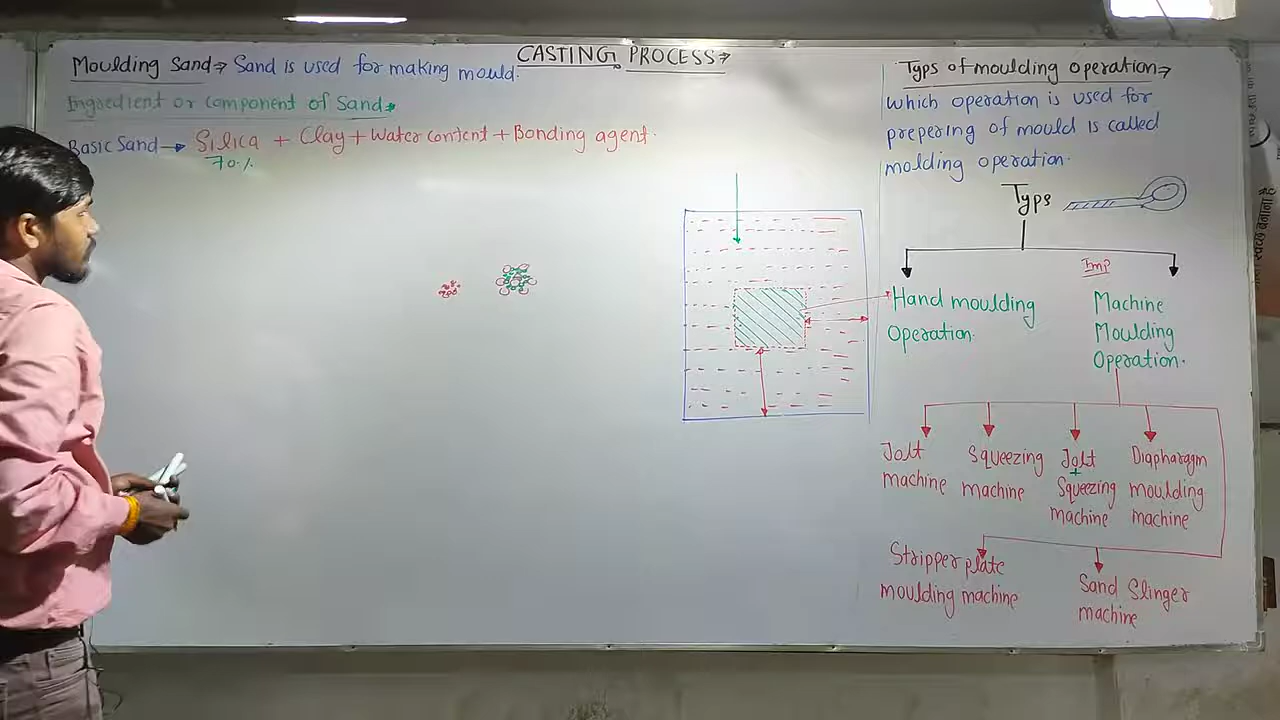 CASTING PROCESS
Moulding Sand Sand is used for making mould.
Ingredient or component of Sand
Basic Sand → Silica + Clay + Water content + Bonding agent.
70%
Typs of moulding operation
which operation is used for
prepering of mould is called
molding operation.
Typs
Imp
Hand moulding
Operation.
Machine
Moulding
Operation.
Jolt
machine
Squeezing
machine
Jolt
+
Squeezing
machine
Diapharagm
moulding
machine
Stripper plate
moulding machine
Sand Slinger
machine